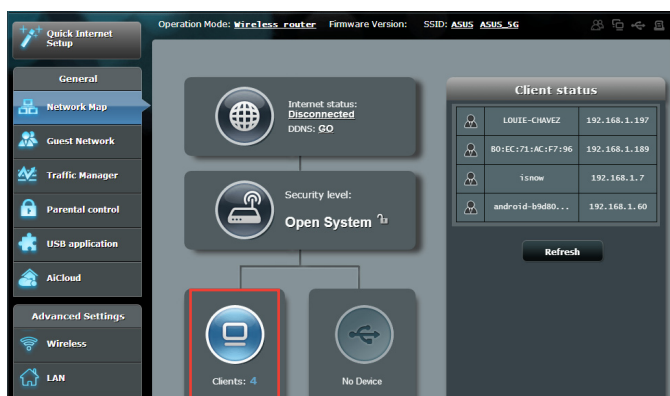 Operation Mode: Wireless router Firmware Version: SSID: ASUS ASUS_5G
Quick Internet
Setup
General
Network Map
Guest Network
Traffic Manager
Parental control
USB application
AiCloud
Advanced Settings
Wireless
LAN
Internet status:
Disconnected
DDNS: GO
Security level:
Open System
Clients: 4
No Device
Client status
LOUIE-CHAVEZ 192.168.1.197
80:EC:71:AC:F7:96 192.168.1.189
isnow 192.168.1.7
android-b9d80... 192.168.1.60
Refresh